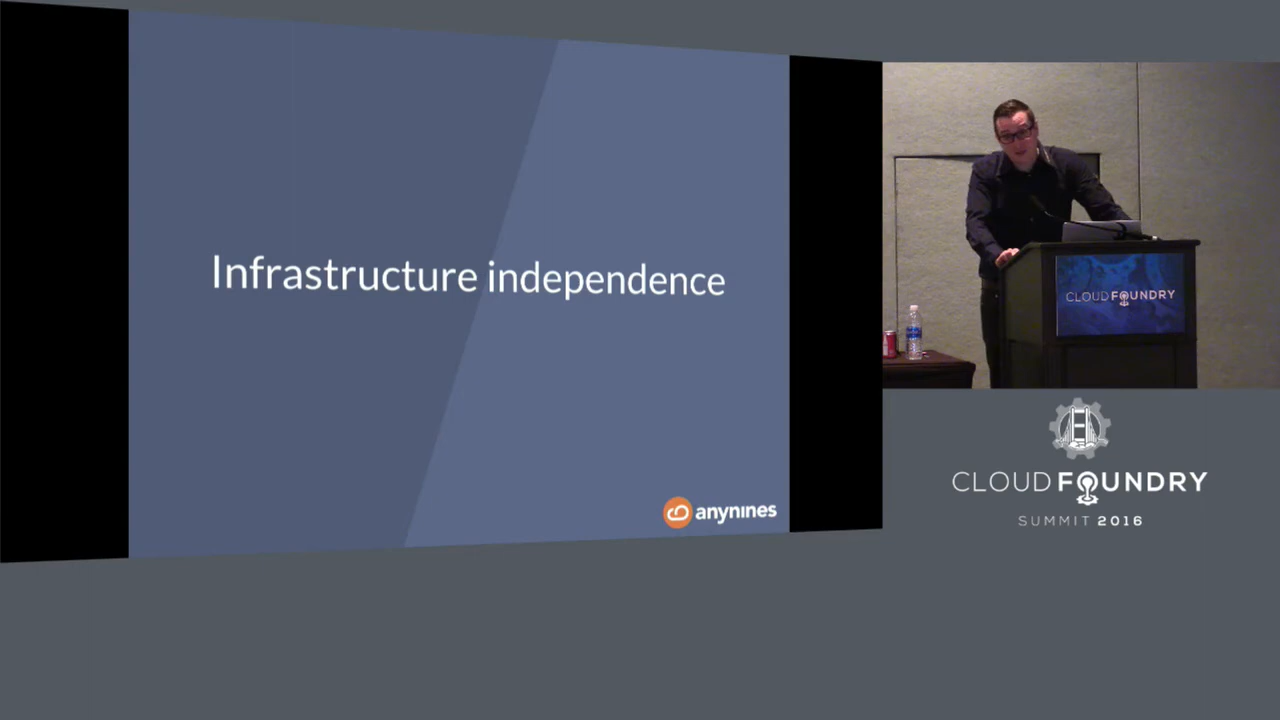 Infrastructure independence
anynines
CLOUD FOUNDRY
CLOUD FOUNDRY
SUMMIT 2016